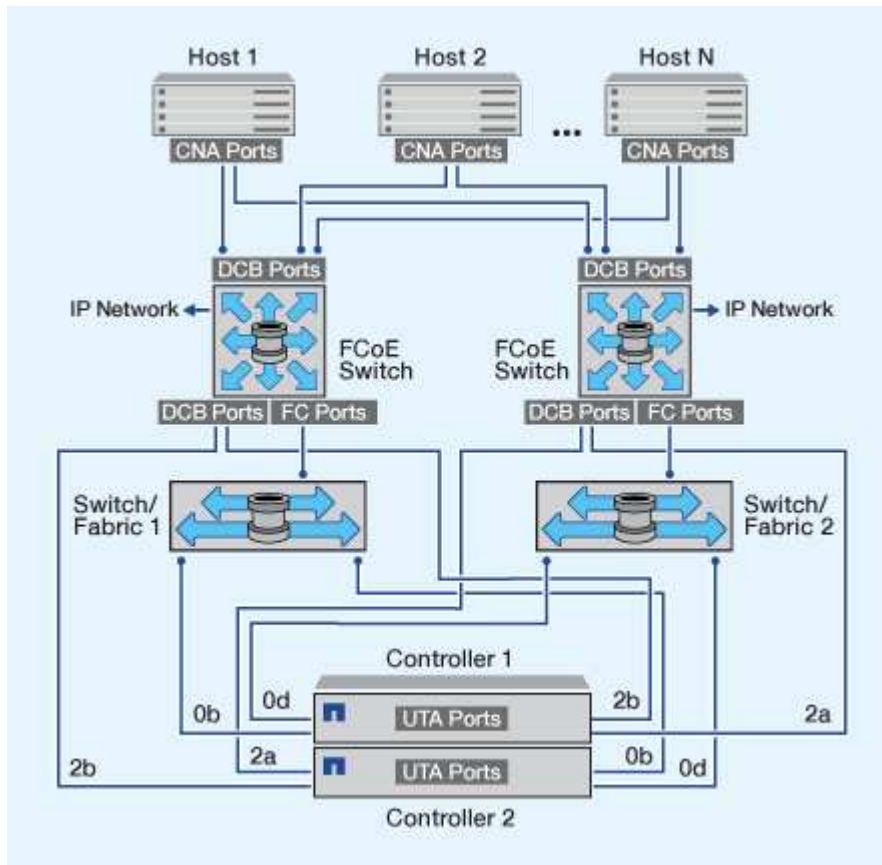 Host 1
Host 2
Host N
...
CNA Ports
CNA Ports
CNA Ports
DCB Ports
DCB Ports
IP Network
IP Network
FCoE
Switch
FCoE
Switch
DCB Ports
FC Ports
DCB Ports
FC Ports
Switch/
Fabric 1
Switch/
Fabric 2
Controller 1
0d
2b
0b
UTA Ports
2a
2b
2a
UTA Ports
0b
0d
Controller 2